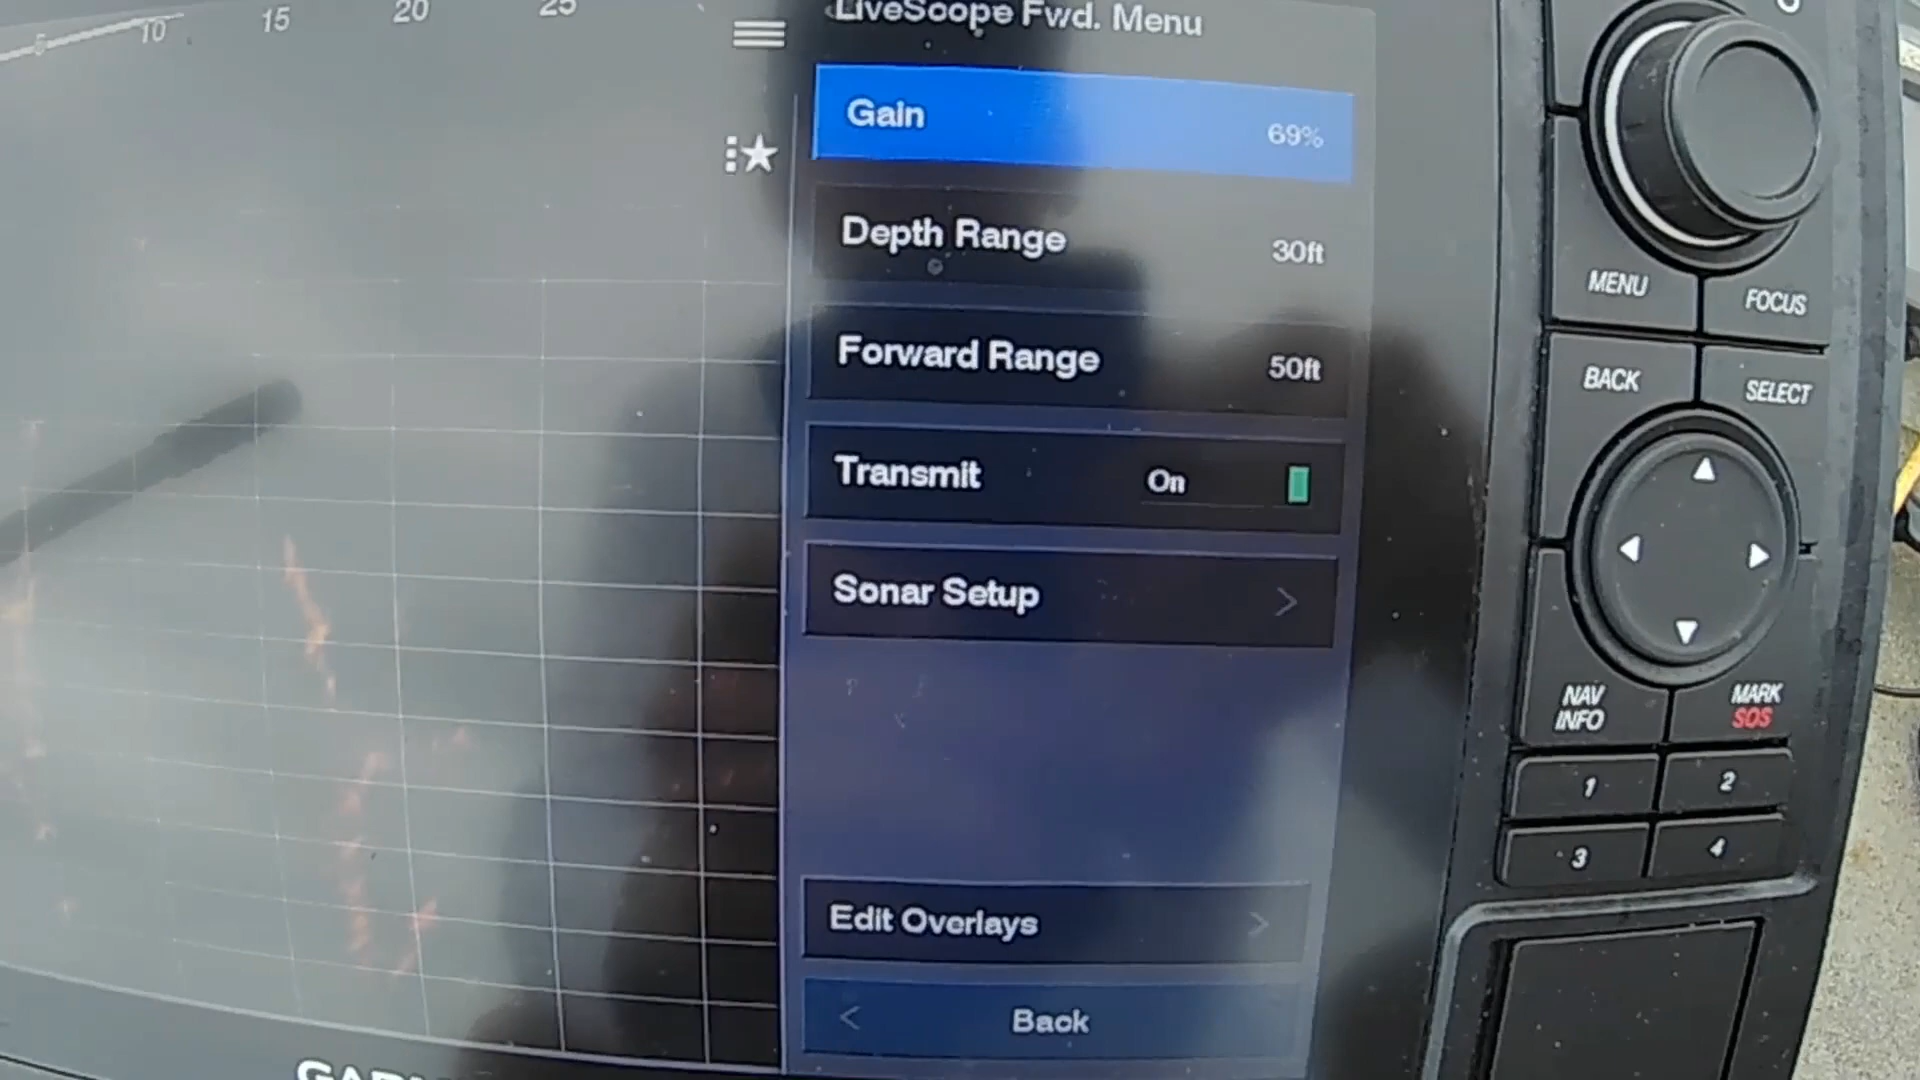 5 10 15 20 25
LiveScope Fwd. Menu
Gain 69%
Depth Range 30ft
Forward Range 50ft
Transmit On
Sonar Setup
Edit Overlays
Back
MENU FOCUS
BACK SELECT
NAV INFO
MARK SOS
1 2
3 4